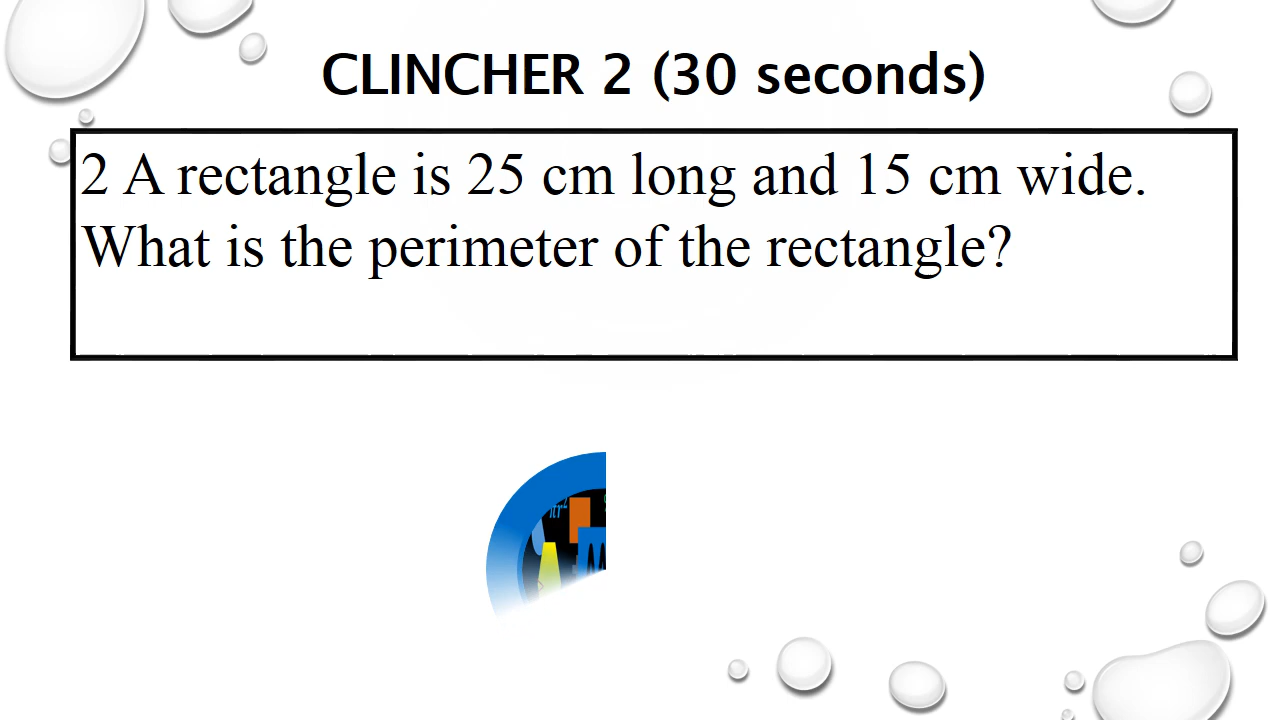 CLINCHER 2 (30 seconds)
2 A rectangle is 25 cm long and 15 cm wide.
What is the perimeter of the rectangle?